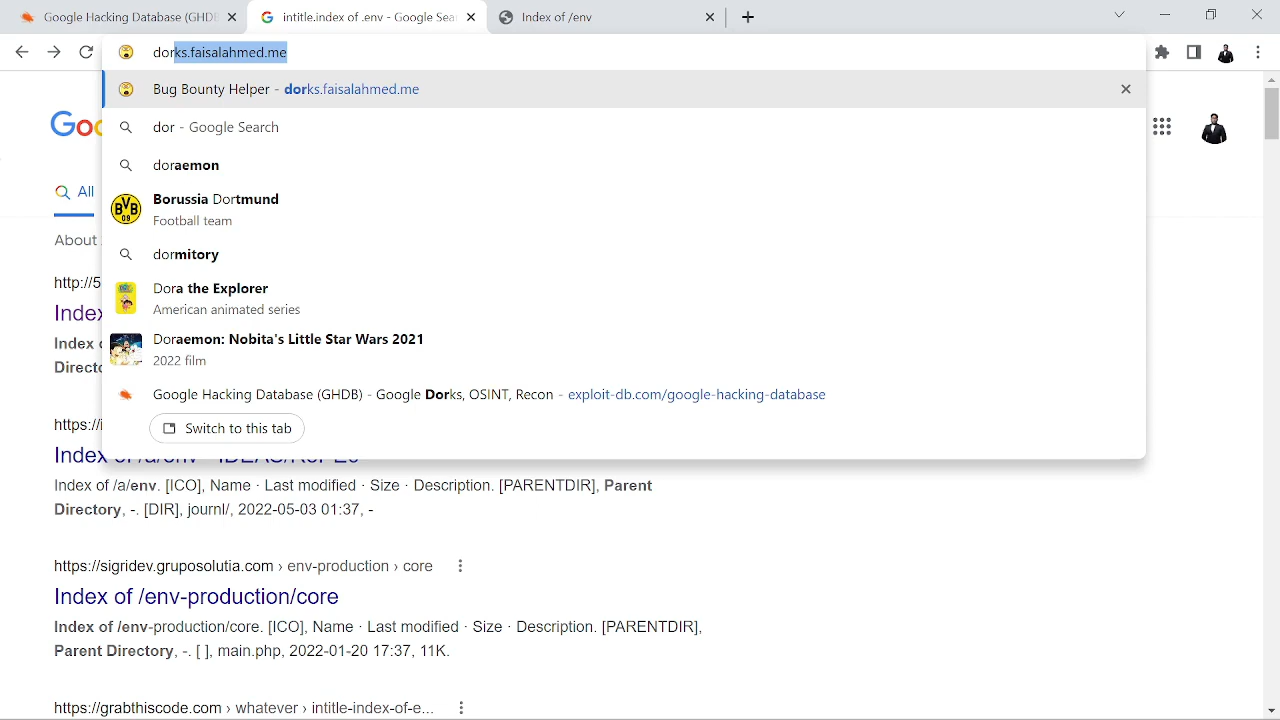 Google Hacking Database (GHDB
intitle.index of .env - Google Sea
Index of /env
dorks.faisalahmed.me
Bug Bounty Helper - dorks.faisalahmed.me
dor - Google Search
doraemon
Borussia Dortmund
Football team
dormitory
Dora the Explorer
American animated series
Doraemon: Nobita's Little Star Wars 2021
2022 film
Google Hacking Database (GHDB) - Google Dorks, OSINT, Recon - exploit-db.com/google-hacking-database
Switch to this tab
Goo
All
About
http://5
Index
Index
Directo
https://i
Index of /a/env
Index of /a/env. [ICO], Name · Last modified · Size · Description. [PARENTDIR], Parent
Directory, -. [DIR], journl/, 2022-05-03 01:37, -
https://sigridev.gruposolutia.com › env-production › core
Index of /env-production/core
Index of /env-production/core. [ICO], Name · Last modified · Size · Description. [PARENTDIR],
Parent Directory, -. [ ], main.php, 2022-01-20 17:37, 11K.
https://grabthiscode.com › whatever › intitle-index-of-e...